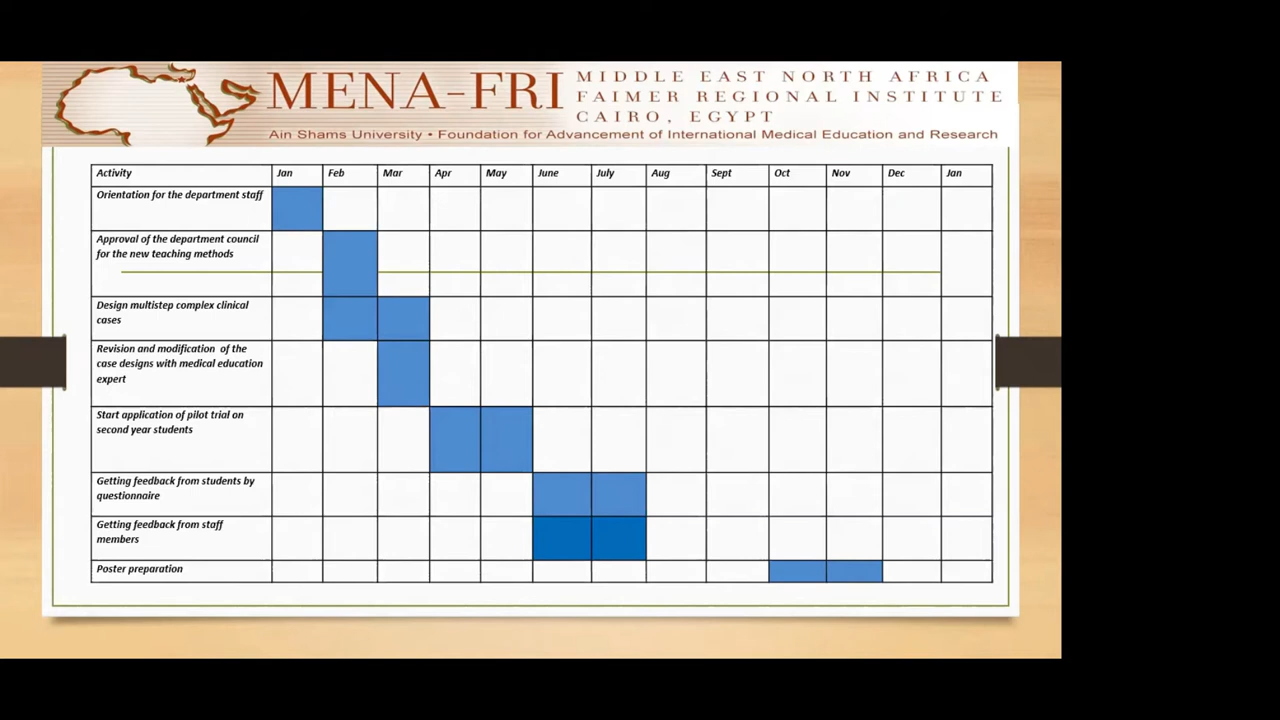 MENA-FRI
MIDDLE EAST NORTH AFRICA
FAIMER REGIONAL INSTITUTE
CAIRO, EGYPT
Ain Shams University • Foundation for Advancement of International Medical Education and Research
Activity Jan Feb Mar Apr May June July Aug Sept Oct Nov Dec Jan
Orientation for the department staff
Approval of the department council
for the new teaching methods
Design multistep complex clinical
cases
Revision and modification of the
case designs with medical education
expert
Start application of pilot trial on
second year students
Getting feedback from students by
questionnaire
Getting feedback from staff
members
Poster preparation